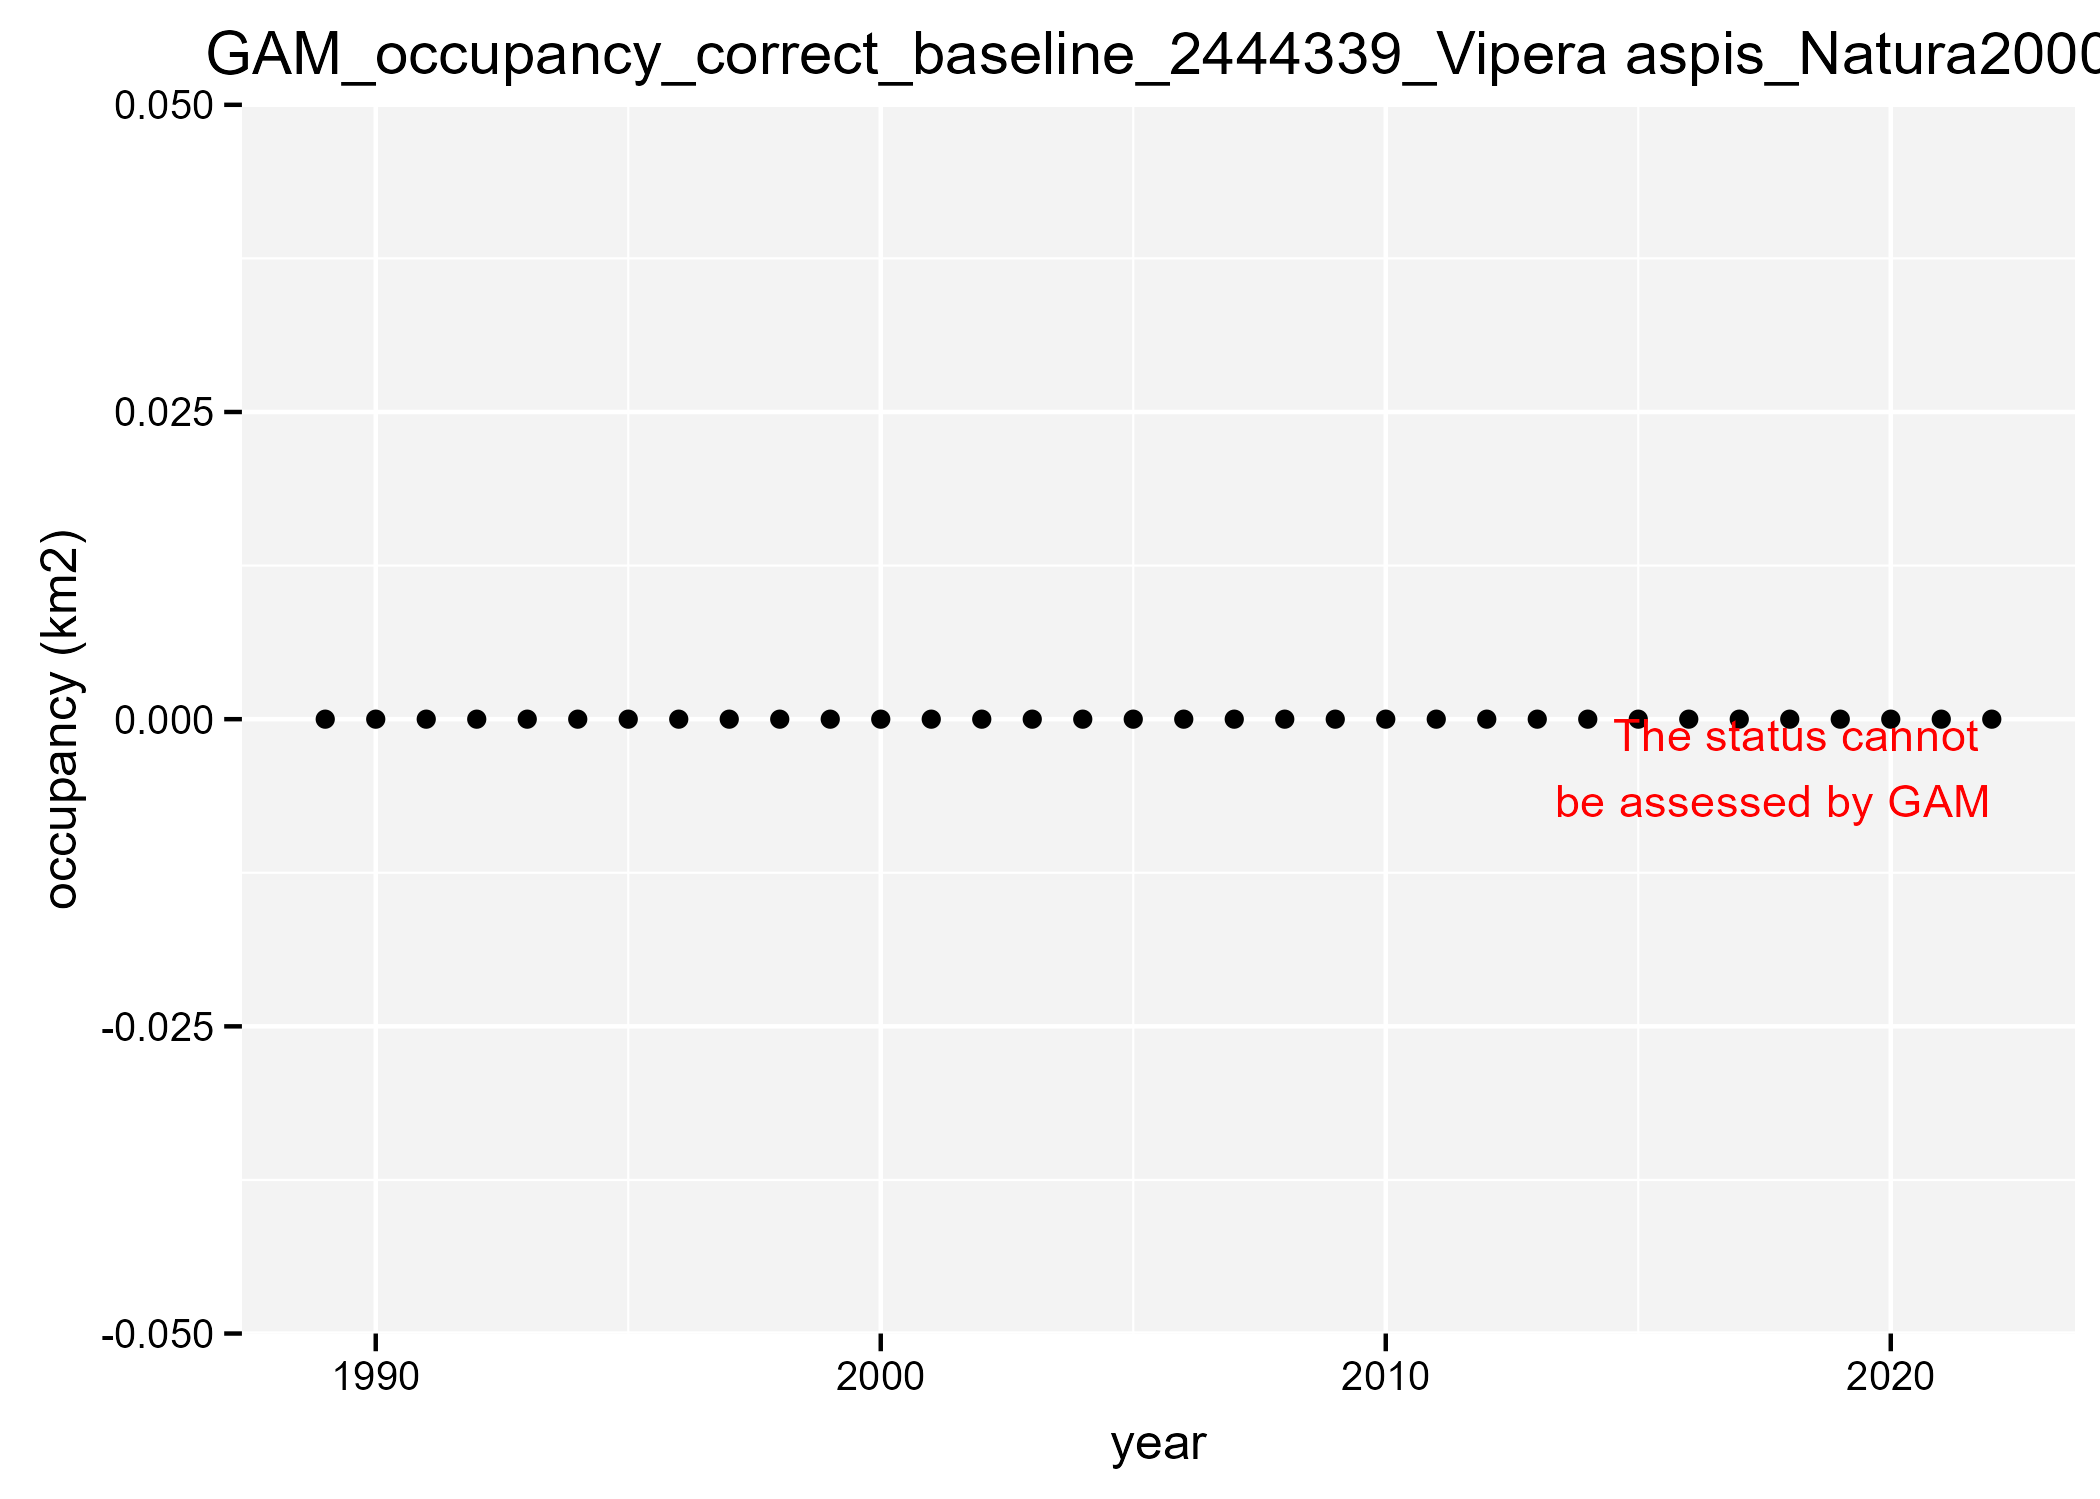 GAM_occupancy_correct_baseline_2444339_Vipera aspis_Natura2000
0.050
0.025
0.000
-0.025
-0.050
occupancy (km2)
The status cannot
be assessed by GAM
1990 2000 2010 2020
year